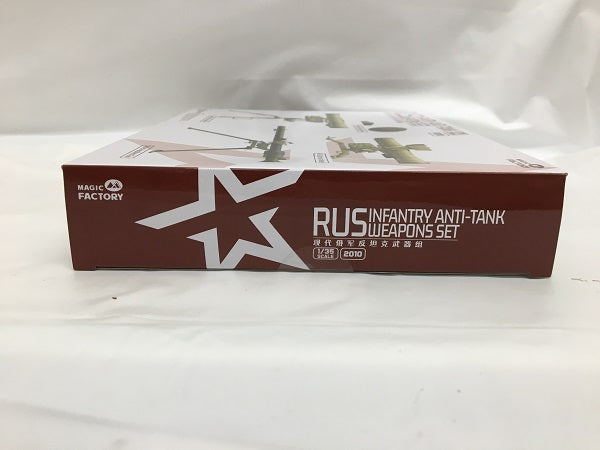 MAGIC
FACTORY
RUS INFANTRY ANTI-TANK
WEAPONS SET
现代俄军反坦克武器组
1/35
SCALE
2010